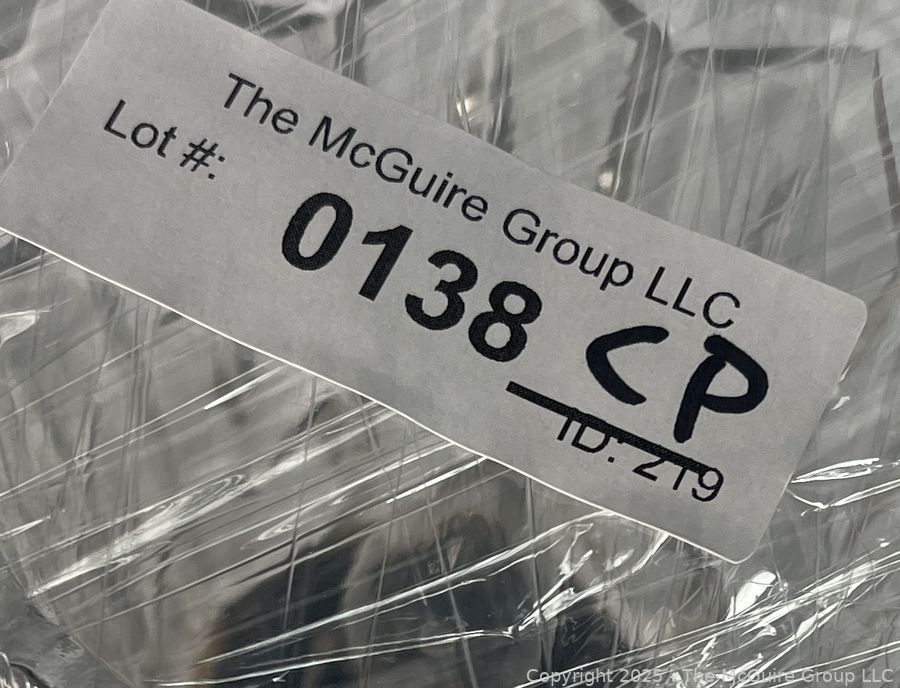 The McGuire Group LLC
Lot #:
0138 CP
ID: 219
Copyright 2025 - The McGuire Group LLC